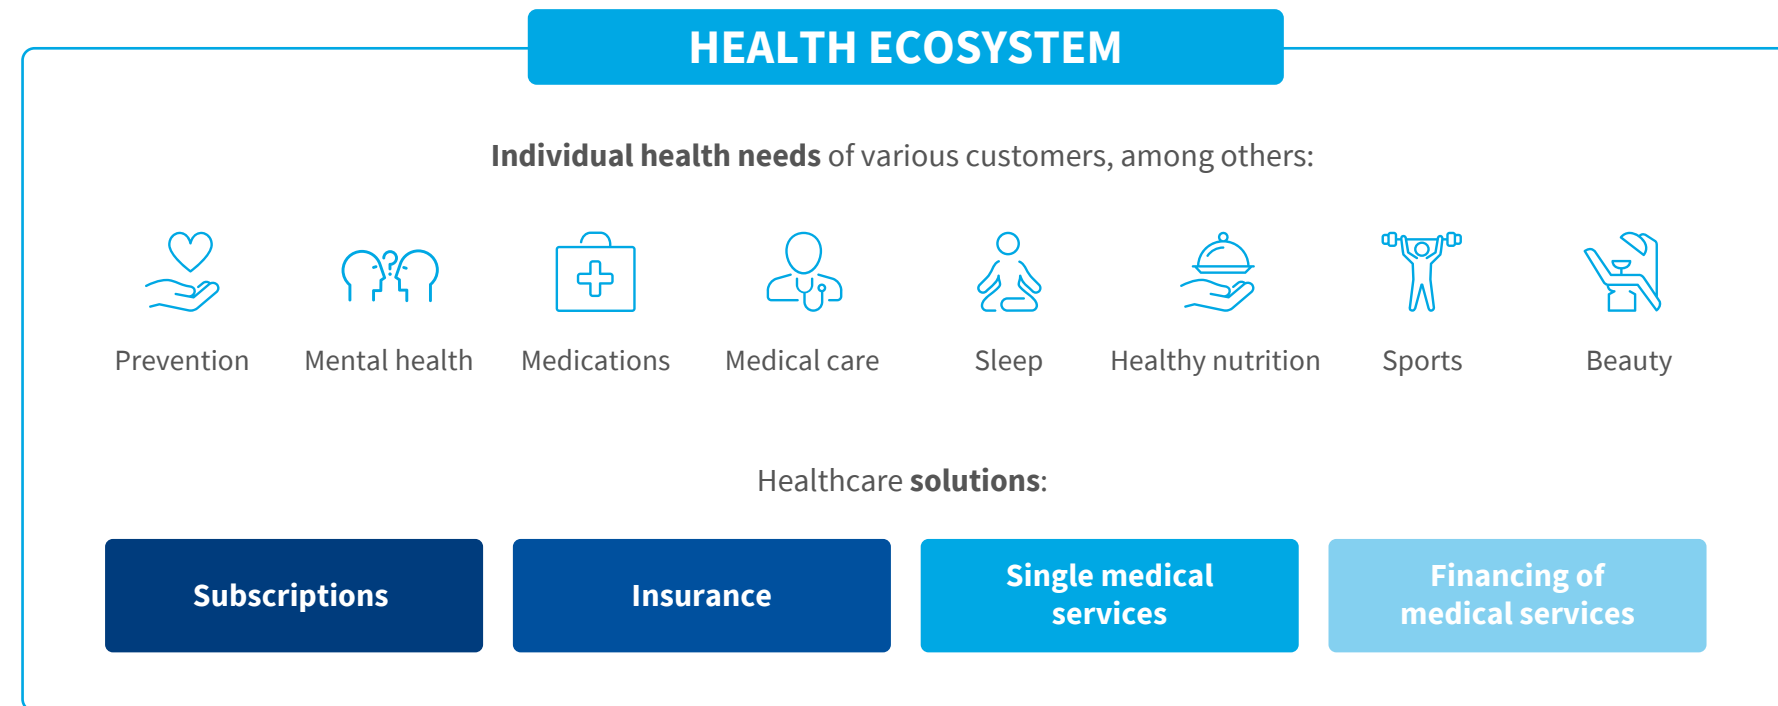 HEALTH ECOSYSTEM
Individual health needs of various customers, among others:
Prevention
Mental health
Medications
Medical care
Sleep
Healthy nutrition
Sports
Beauty
Healthcare solutions:
Subscriptions
Insurance
Single medical
services
Financing of
medical services